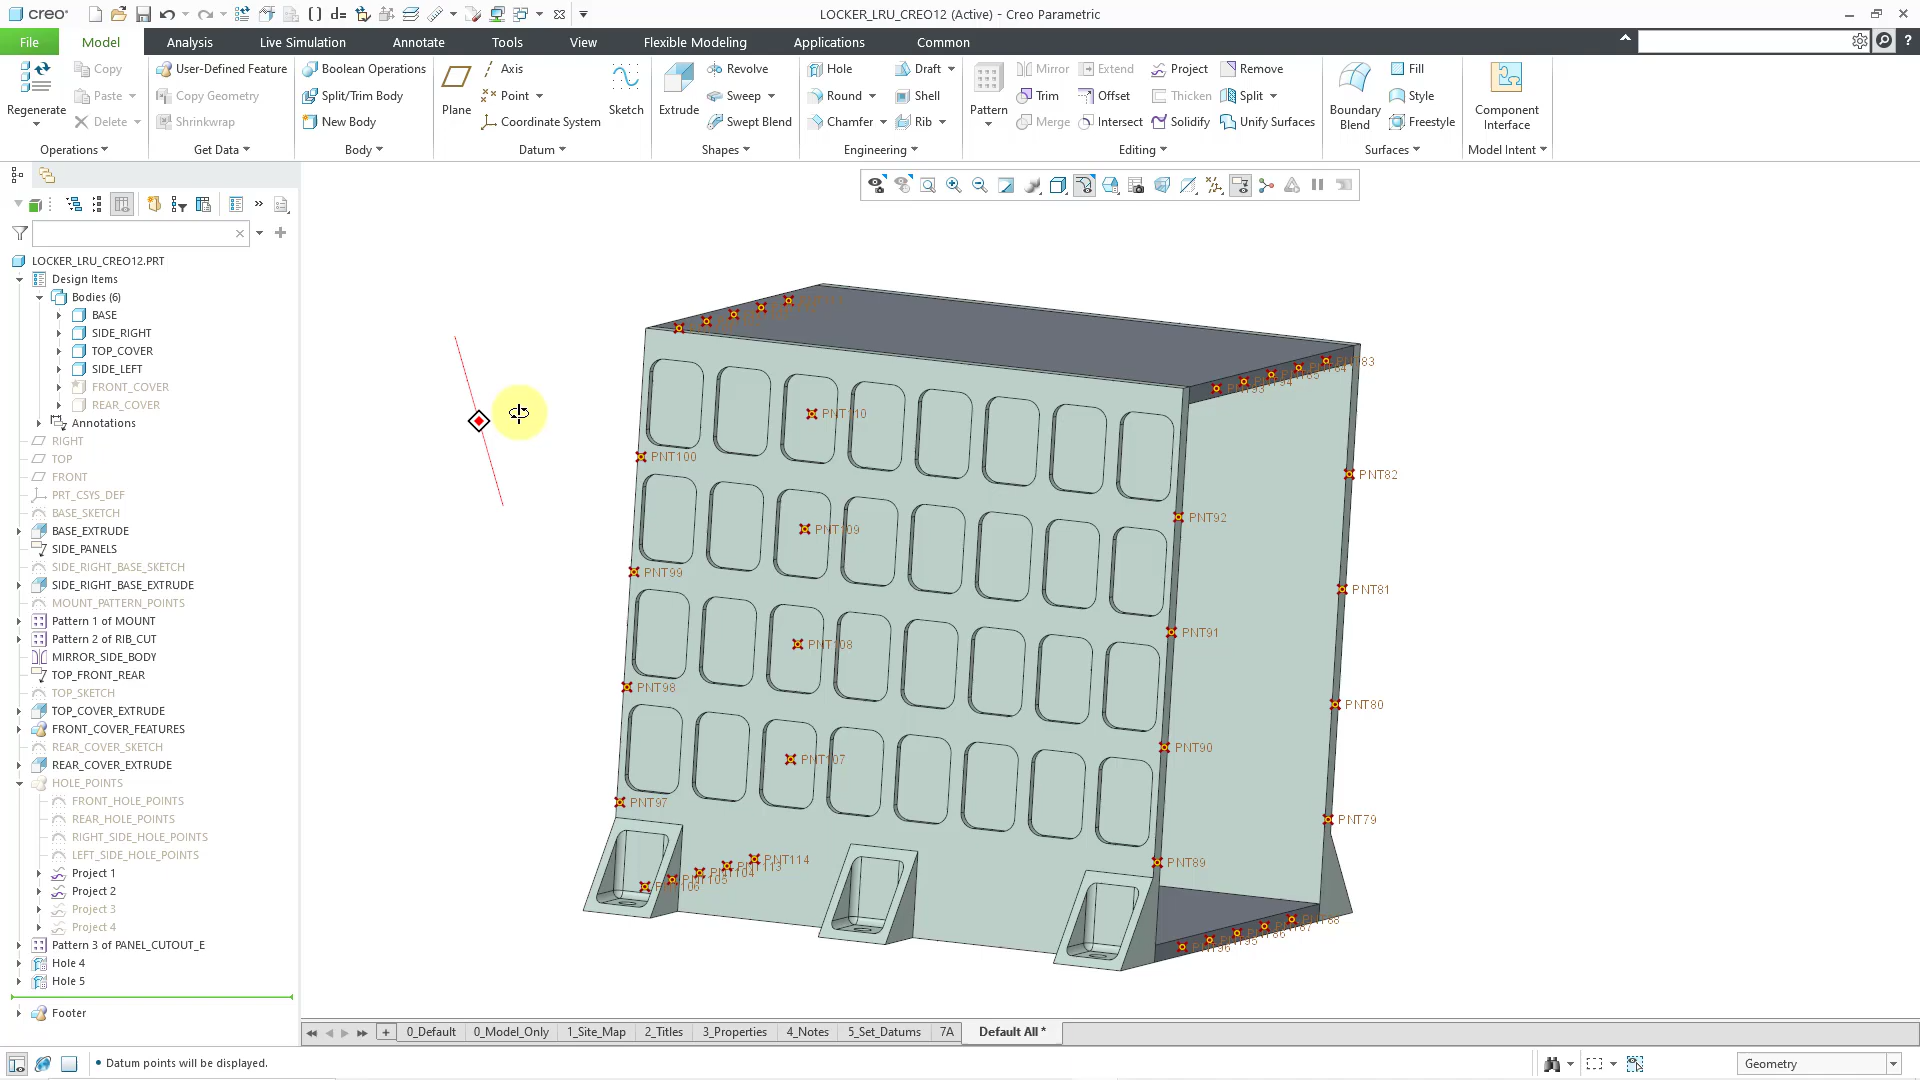 creo
LOCKER_LRU_CREO12 (Active) - Creo Parametric
File Model Analysis Live Simulation Annotate Tools View Flexible Modeling Applications Common
Regenerate
Copy
Paste
Delete
Operations
User-Defined Feature
Copy Geometry
Shrinkwrap
Get Data
Boolean Operations
Split/Trim Body
New Body
Body
Plane
Axis
Point
Coordinate System
Sketch
Datum
Extrude
Revolve
Sweep
Swept Blend
Shapes
Hole
Round
Chamfer
Draft
Shell
Rib
Engineering
Pattern
Mirror
Trim
Merge
Extend
Offset
Intersect
Project
Thicken
Solidify
Remove
Split
Unify Surfaces
Editing
Boundary
Blend
Fill
Style
Freestyle
Surfaces
Component
Interface
Model Intent
LOCKER_LRU_CREO12.PRT
Design Items
Bodies (6)
BASE
SIDE_RIGHT
TOP_COVER
SIDE_LEFT
FRONT_COVER
REAR_COVER
Annotations
RIGHT
TOP
FRONT
PRT_CSYS_DEF
BASE_SKETCH
BASE_EXTRUDE
SIDE_PANELS
SIDE_RIGHT_BASE_SKETCH
SIDE_RIGHT_BASE_EXTRUDE
MOUNT_PATTERN_POINTS
Pattern 1 of MOUNT
Pattern 2 of RIB_CUT
MIRROR_SIDE_BODY
TOP_FRONT_REAR
TOP_SKETCH
TOP_COVER_EXTRUDE
FRONT_COVER_FEATURES
REAR_COVER_SKETCH
REAR_COVER_EXTRUDE
HOLE_POINTS
FRONT_HOLE_POINTS
REAR_HOLE_POINTS
RIGHT_SIDE_HOLE_POINTS
LEFT_SIDE_HOLE_POINTS
Project 1
Project 2
Project 3
Project 4
Pattern 3 of PANEL_CUTOUT_E
Hole 4
Hole 5
Footer
PNT110
PNT100
PNT82
PNT92
PNT109
PNT99
PNT81
PNT91
PNT108
PNT98
PNT80
PNT90
PNT107
PNT97
PNT79
PNT114
PNT89
0_Default 0_Model_Only 1_Site_Map 2_Titles 3_Properties 4_Notes 5_Set_Datums 7A Default All *
• Datum points will be displayed.
Geometry